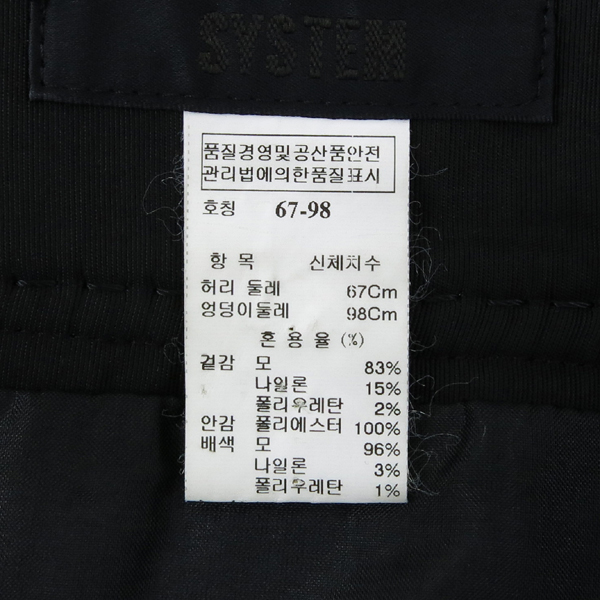 SYSTEM
품질경영및공산품안전
관리법에의한품질표시
호칭 67-98
항 목 신체치수
허리 둘레 67Cm
엉덩이둘레 98Cm
혼 용 율 (%)
겉감 모 83%
나일론 15%
폴리우레탄 2%
안감 폴리에스터 100%
배색 모 96%
나일론 3%
폴리우레탄 1%